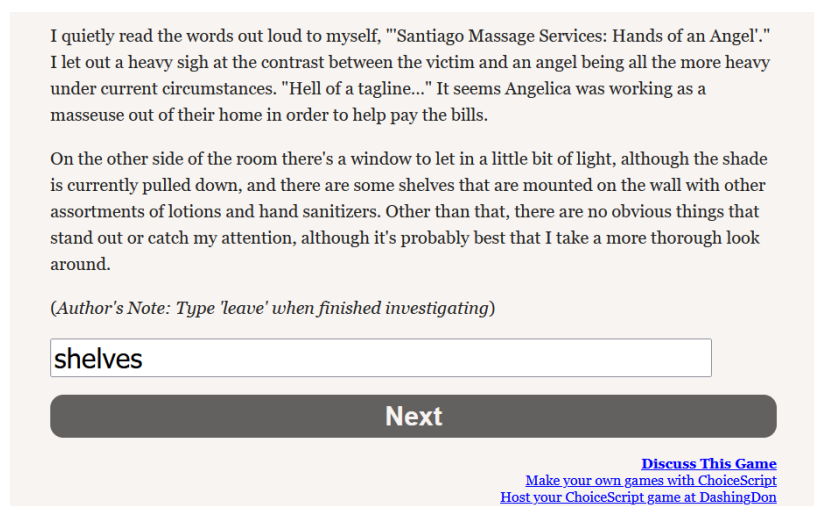 I quietly read the words out loud to myself, "'Santiago Massage Services: Hands of an Angel'."
I let out a heavy sigh at the contrast between the victim and an angel being all the more heavy
under current circumstances. "Hell of a tagline..." It seems Angelica was working as a
masseuse out of their home in order to help pay the bills.
On the other side of the room there's a window to let in a little bit of light, although the shade
is currently pulled down, and there are some shelves that are mounted on the wall with other
assortments of lotions and hand sanitizers. Other than that, there are no obvious things that
stand out or catch my attention, although it's probably best that I take a more thorough look
around.
(Author's Note: Type 'leave' when finished investigating)
shelves
Next
Discuss This Game
Make your own games with ChoiceScript
Host your ChoiceScript game at DashingDon